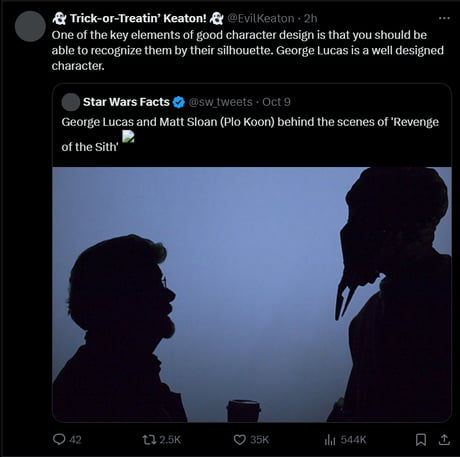 👻 Trick-or-Treatin’ Keaton! 👻 @EvilKeaton · 2h
One of the key elements of good character design is that you should be
able to recognize them by their silhouette. George Lucas is a well designed
character.
Star Wars Facts @sw_tweets · Oct 9
George Lucas and Matt Sloan (Plo Koon) behind the scenes of 'Revenge
of the Sith'
42 2.5K 35K 544K